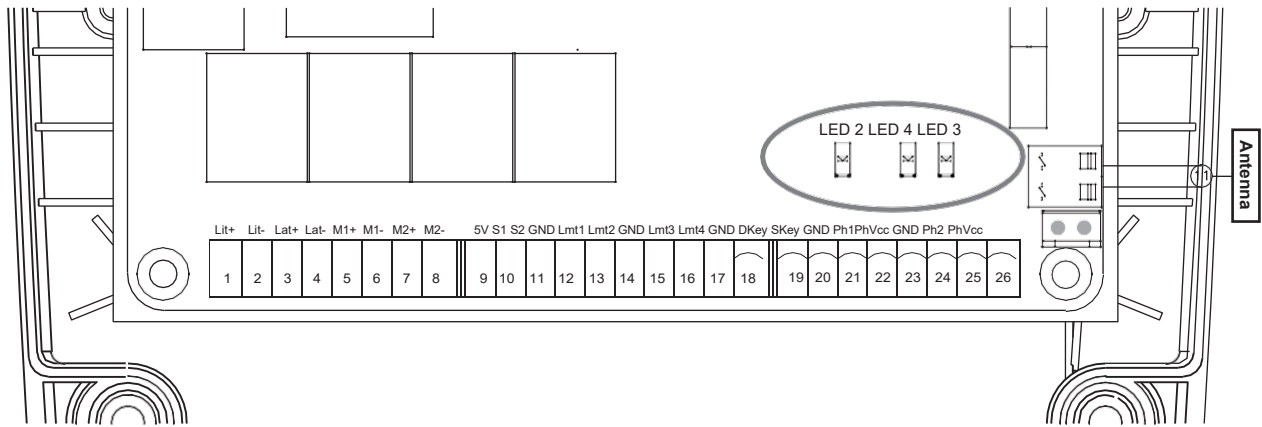 LED 2 LED 4 LED 3
Antenna
11
Lit+ Lit- Lat+ Lat- M1+ M1- M2+ M2- 5V S1 S2 GND Lmt1 Lmt2 GND Lmt3 Lmt4 GND DKey SKey GND Ph1PhVcc GND Ph2 PhVcc
1 2 3 4 5 6 7 8 9 10 11 12 13 14 15 16 17 18 19 20 21 22 23 24 25 26